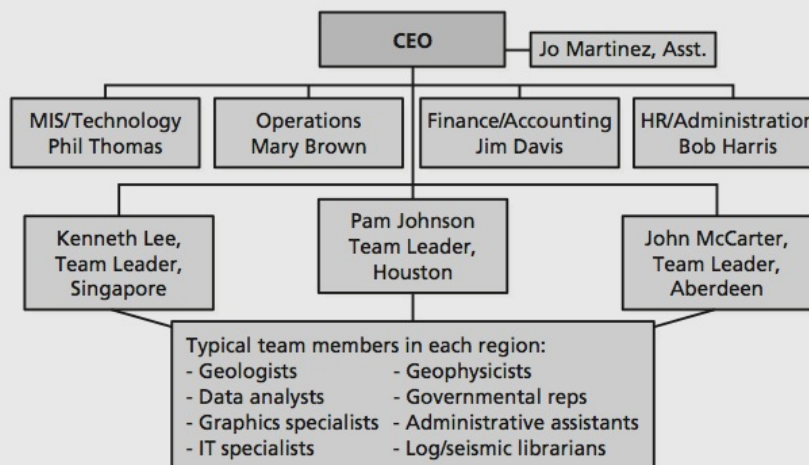 CEO
Jo Martinez, Asst.
MIS/Technology
Phil Thomas
Operations
Mary Brown
Finance/Accounting
Jim Davis
HR/Administration
Bob Harris
Kenneth Lee,
Team Leader,
Singapore
Pam Johnson
Team Leader,
Houston
John McCarter,
Team Leader,
Aberdeen
Typical team members in each region:
- Geologists
- Data analysts
- Graphics specialists
- IT specialists
- Geophysicists
- Governmental reps
- Administrative assistants
- Log/seismic librarians